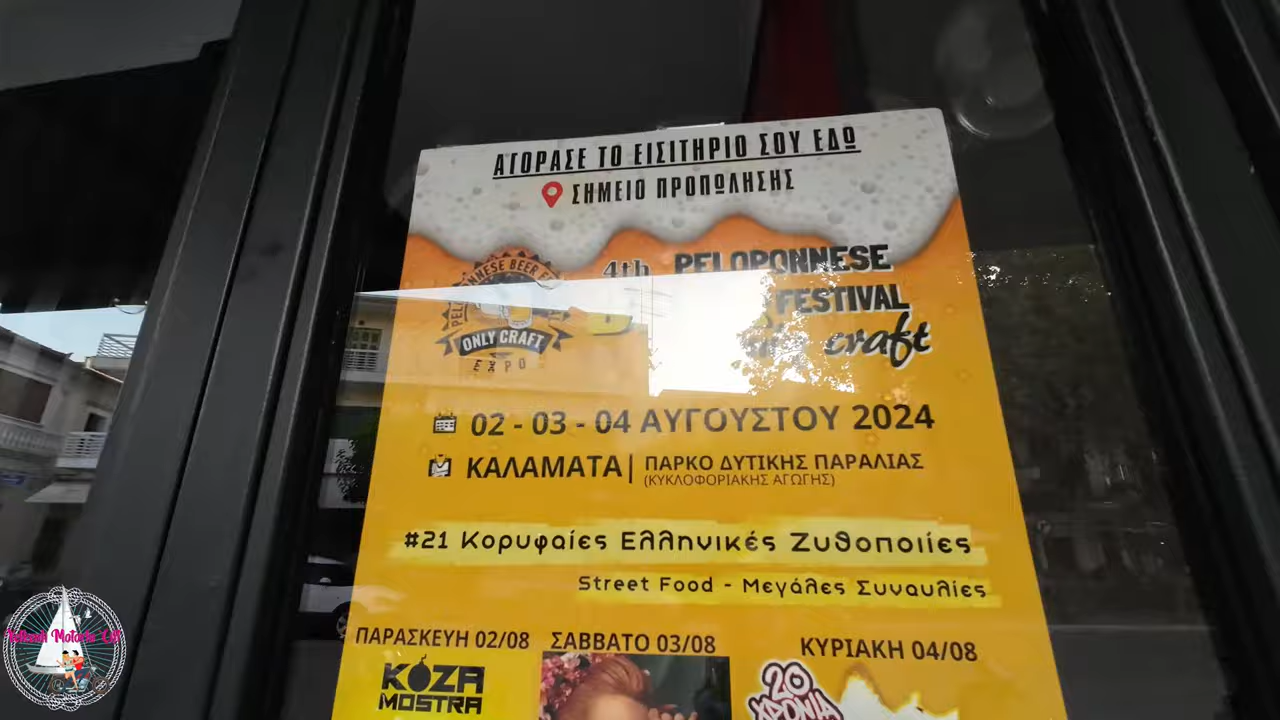 ΑΓΟΡΑΣΕ ΤΟ ΕΙΣΙΤΗΡΙΟ ΣΟΥ ΕΔΩ
ΣΗΜΕΙΟ ΠΡΟΠΩΛΗΣΗΣ
4th PELOPONNESE
FESTIVAL
craft
ONLY CRAFT
EXPO
02 - 03 - 04 ΑΥΓΟΥΣΤΟΥ 2024
ΚΑΛΑΜΑΤΑ | ΠΑΡΚΟ ΔΥΤΙΚΗΣ ΠΑΡΑΛΙΑΣ
(ΚΥΚΛΟΦΟΡΙΑΚΗΣ ΑΓΩΓΗΣ)
#21 Κορυφαίες Ελληνικές Ζυθοποιίες
Street Food - Μεγάλες Συναυλίες
ΠΑΡΑΣΚΕΥΗ 02/08 ΣΑΒΒΑΤΟ 03/08 ΚΥΡΙΑΚΗ 04/08
KOZA
MOSTRA
20
ΧΡΟΝΙΑ